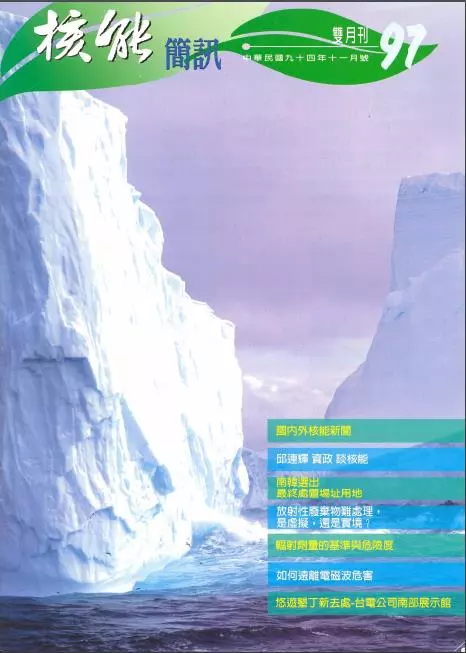 核能
簡訊
雙月刊
97
中華民國九十四年十一月號
國內外核能新聞
邱連輝 資政 談核能
南韓選出
最終處置場址用地
放射性廢棄物難處理，
是虛擬，還是實境？
輻射劑量的基準與危險度
如何遠離電磁波危害
悠遊墾丁新去處-台電公司南部展示館